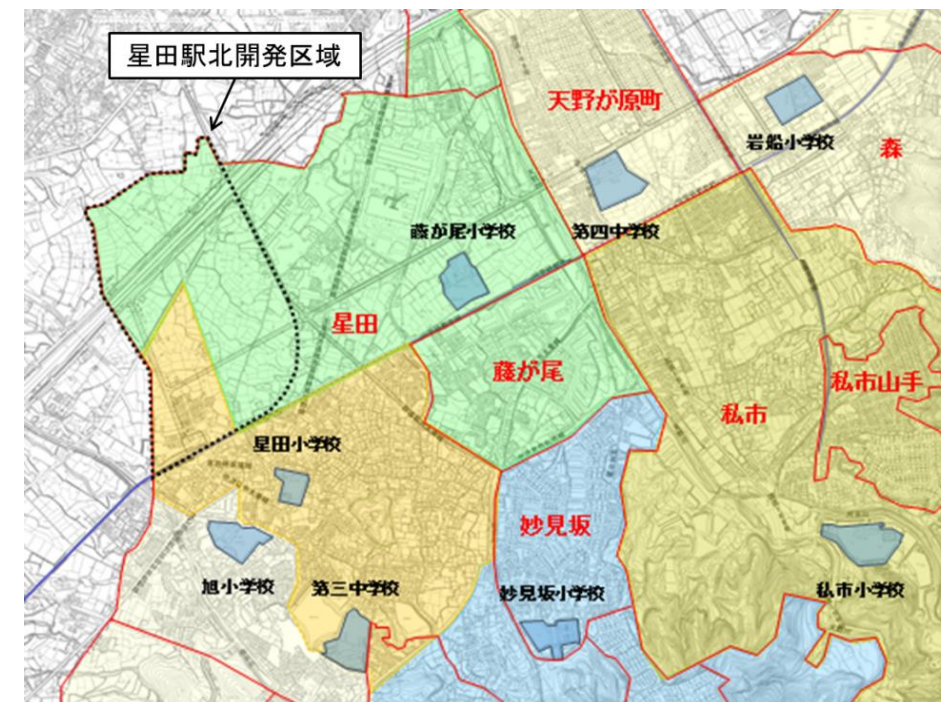 星田駅北開発区域
天野が原町
岩船小学校
森
藤が尾小学校
第四中学校
星田
藤が尾
私市山手
私市
星田小学校
妙見坂
旭小学校
第三中学校
妙見坂小学校
私市小学校